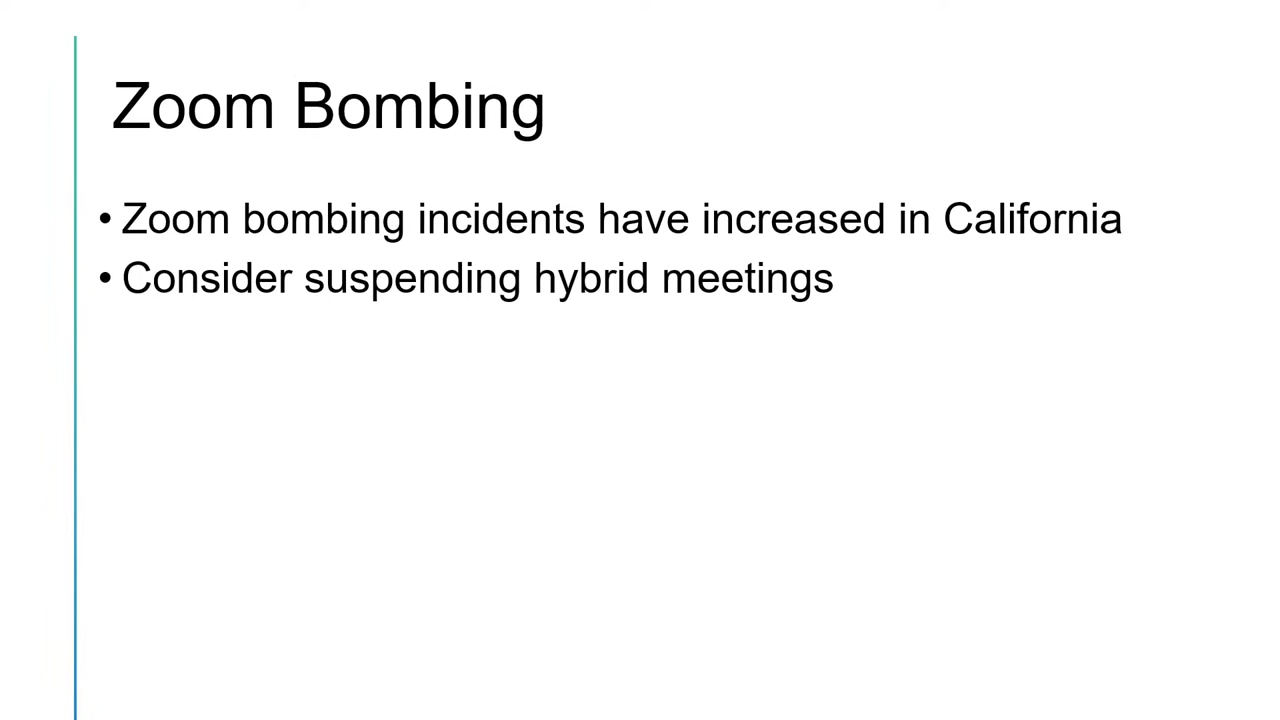 Zoom Bombing
• Zoom bombing incidents have increased in California
• Consider suspending hybrid meetings